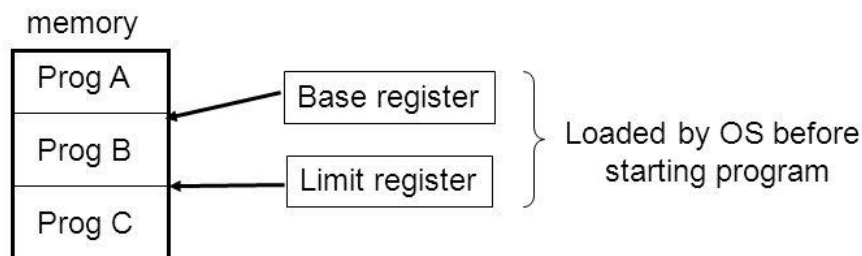 memory
Prog A
Prog B
Prog C
Base register
Limit register
Loaded by OS before
starting program